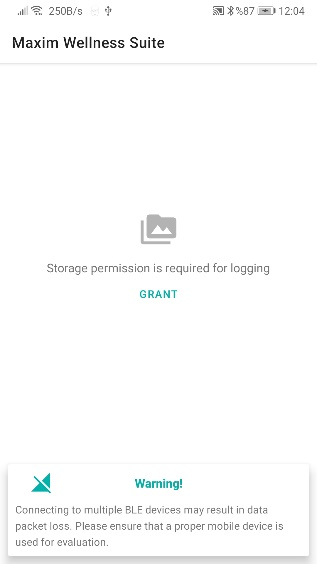 250B/s %87 12:04
Maxim Wellness Suite
Storage permission is required for logging
GRANT
Warning!
Connecting to multiple BLE devices may result in data
packet loss. Please ensure that a proper mobile device is
used for evaluation.